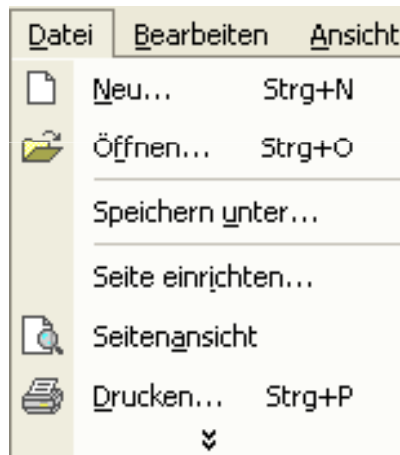 Datei Bearbeiten Ansicht
Neu... Strg+N
Öffnen... Strg+O
Speichern unter...
Seite einrichten...
Seitenansicht
Drucken... Strg+P